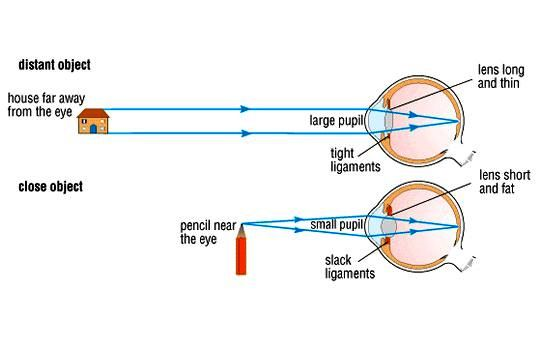 distant object
lens long
and thin
house far away
from the eye
large pupil
tight
ligaments
close object
lens short
and fat
pencil near
the eye
small pupil
slack
ligaments